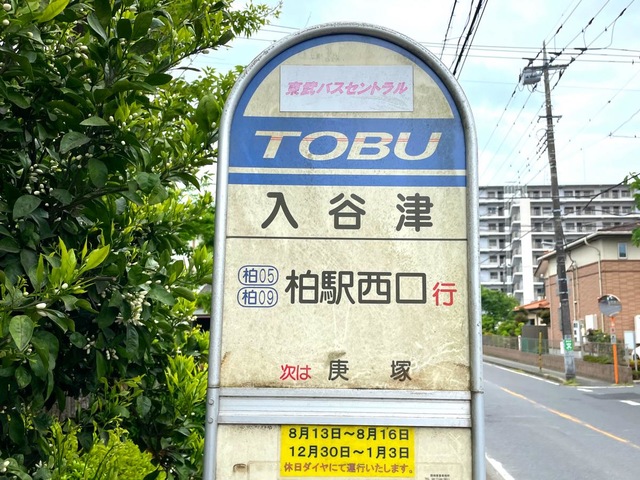 東武バスセントラル
TOBU
入谷津
柏05
柏09
柏駅西口行
次は 庚塚
8月13日～8月16日
12月30日～1月3日
休日ダイヤにて運行いたします。